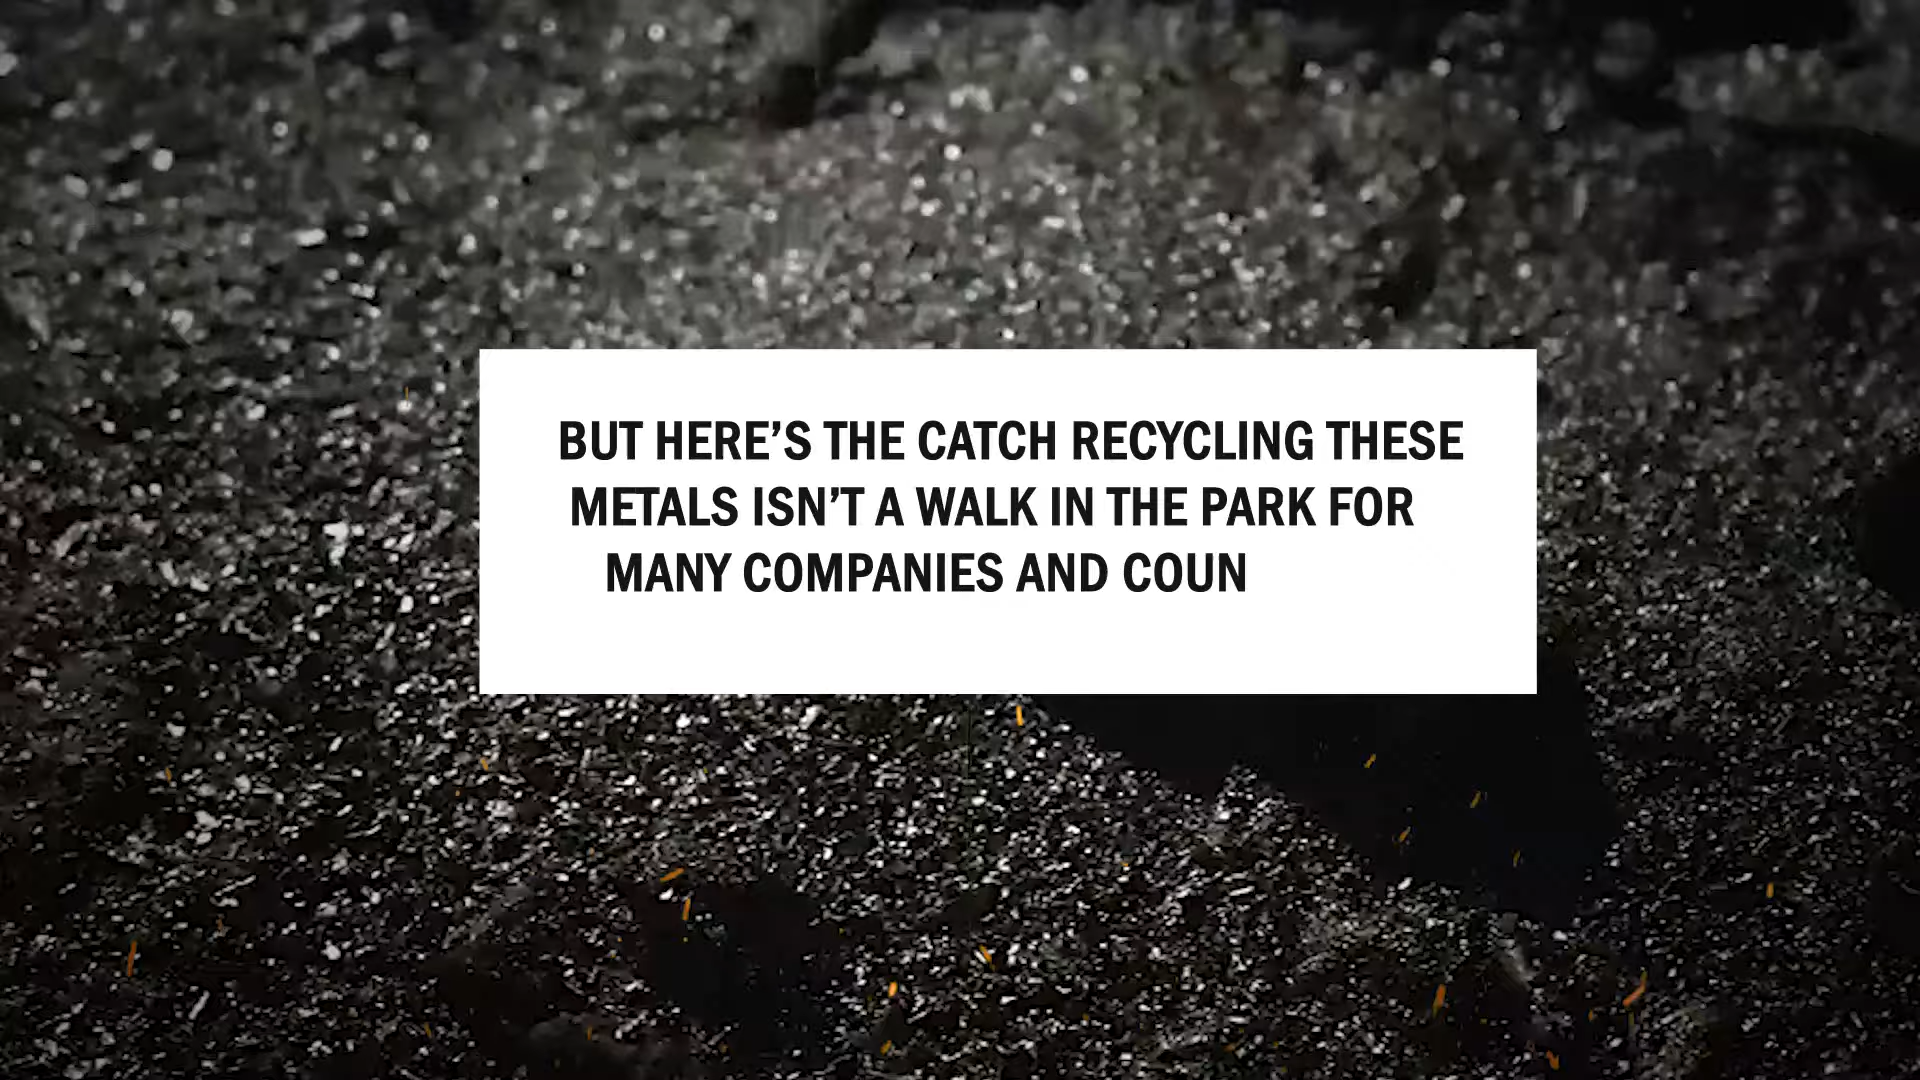 BUT HERE’S THE CATCH RECYCLING THESE
METALS ISN’T A WALK IN THE PARK FOR
MANY COMPANIES AND COUN